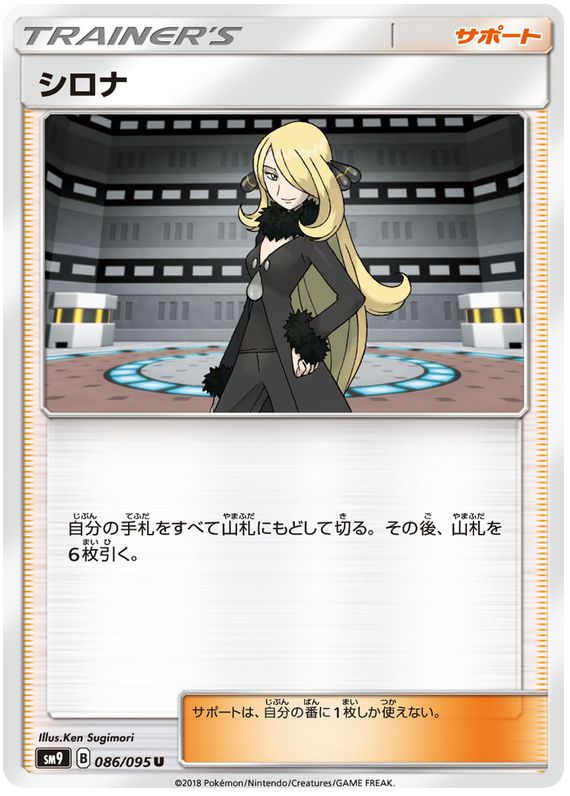 TRAINER'S サポート
シロナ
自分の手札をすべて山札にもどして切る。その後、山札を
6枚引く。
サポートは、自分の番に1枚しか使えない。
Illus.Ken Sugimori
SM9 B 086/095 U
©2018 Pokémon/Nintendo/Creatures/GAME FREAK.